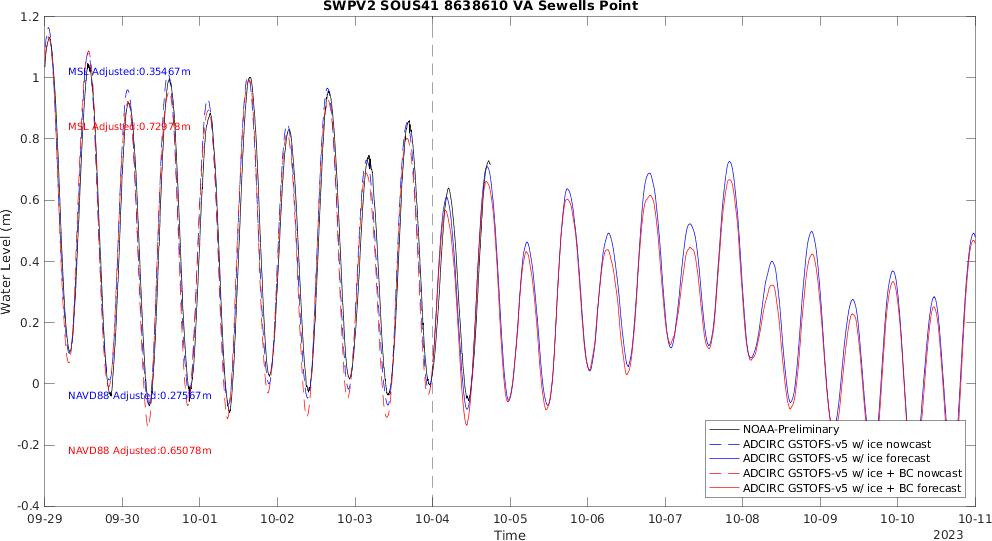 SWPV2 SOUS41 8638610 VA Sewells Point
Water Level (m)
1.2
1
0.8
0.6
0.4
0.2
0
-0.2
-0.4
MSL Adjusted:0.35467m
MSL Adjusted:0.72978m
NAVD88 Adjusted:0.27567m
NAVD88 Adjusted:0.65078m
NOAA-Preliminary
ADCIRC GSTOFS-v5 w/ ice nowcast
ADCIRC GSTOFS-v5 w/ ice forecast
ADCIRC GSTOFS-v5 w/ ice + BC nowcast
ADCIRC GSTOFS-v5 w/ ice + BC forecast
09-29 09-30 10-01 10-02 10-03 10-04 10-05 10-06 10-07 10-08 10-09 10-10 10-11
Time
2023